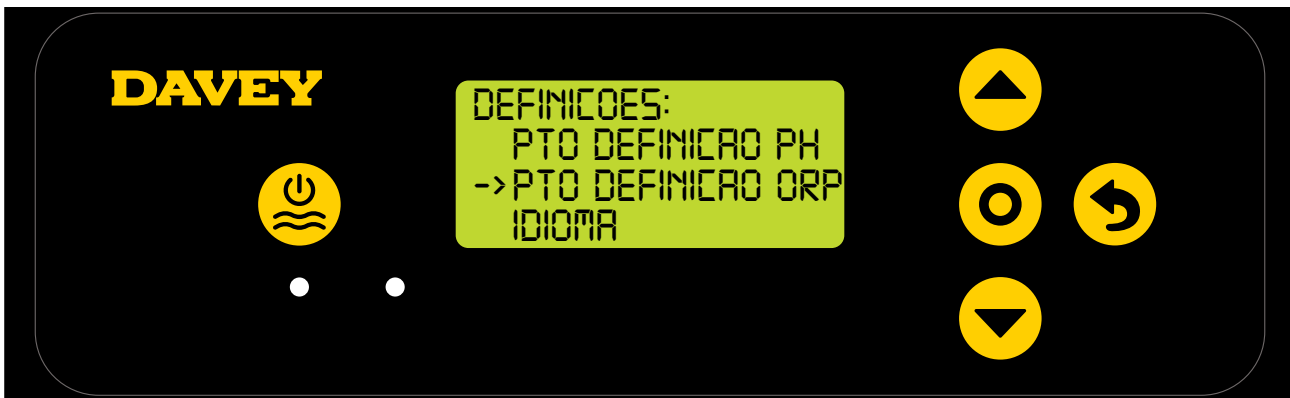 DAVEY
DEFINICOES:
PTO DEFINICAO PH
->PTO DEFINICAO ORP
IDIOMA